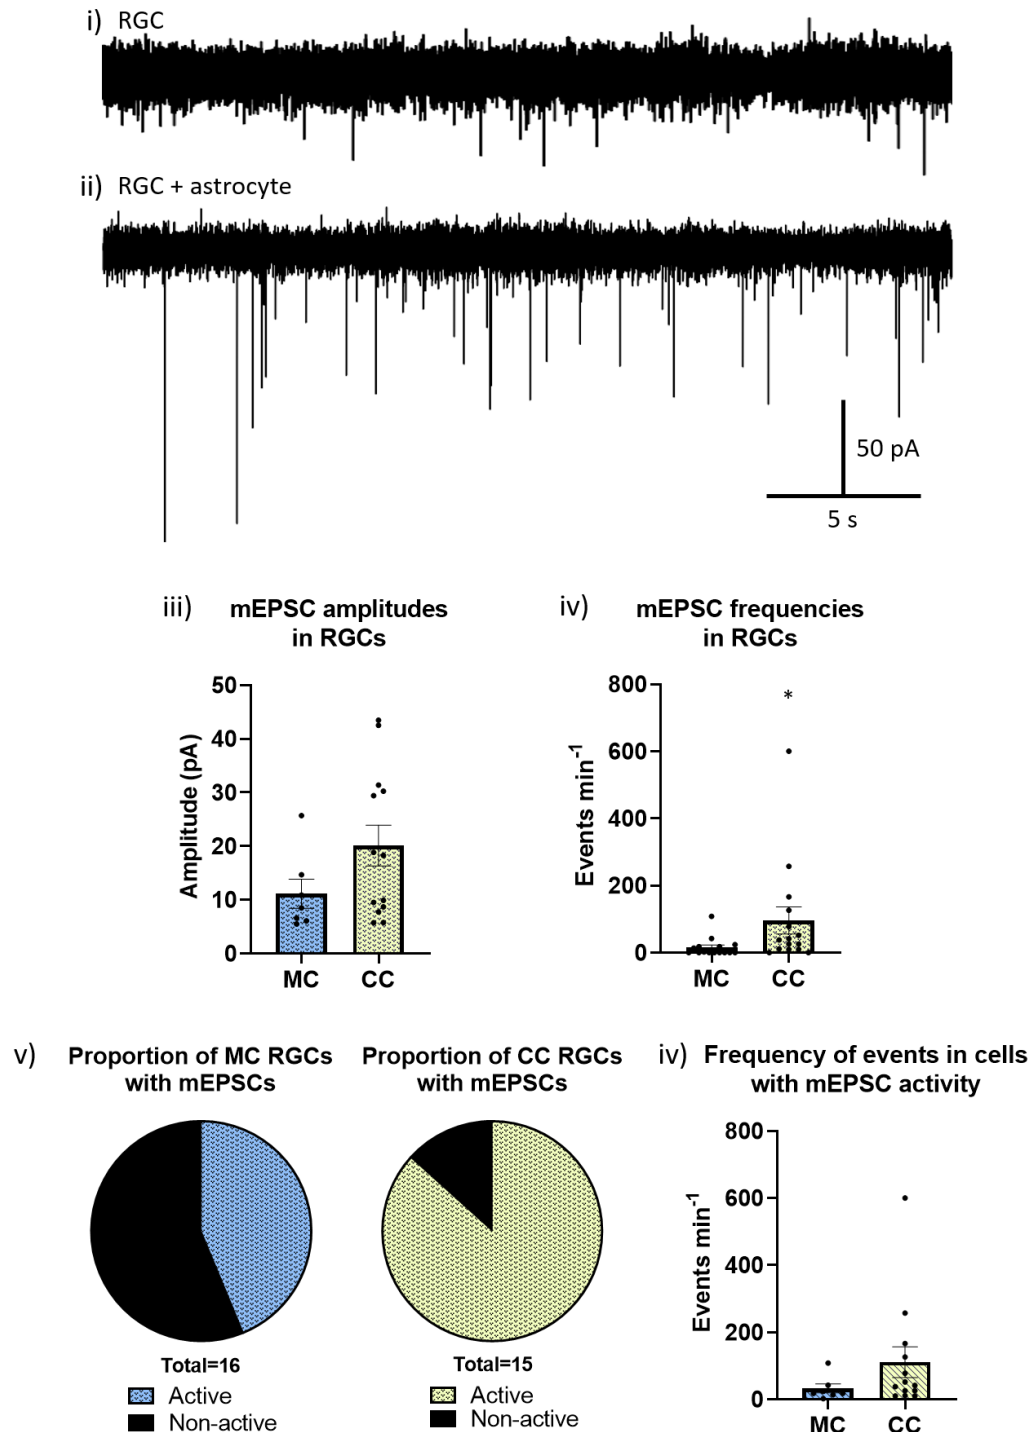 i) RGC
ii) RGC + astrocyte
50 pA
5 s
iii) mEPSC amplitudes
in RGCs
Amplitude (pA)
50
40
30
20
10
0
MC CC
iv) mEPSC frequencies
in RGCs
*
Events min-1
800
600
400
200
0
MC CC
v) Proportion of MC RGCs
with mEPSCs
Total=16
Active
Non-active
Proportion of CC RGCs
with mEPSCs
Total=15
Active
Non-active
iv) Frequency of events in cells
with mEPSC activity
Events min-1
800
600
400
200
0
MC CC